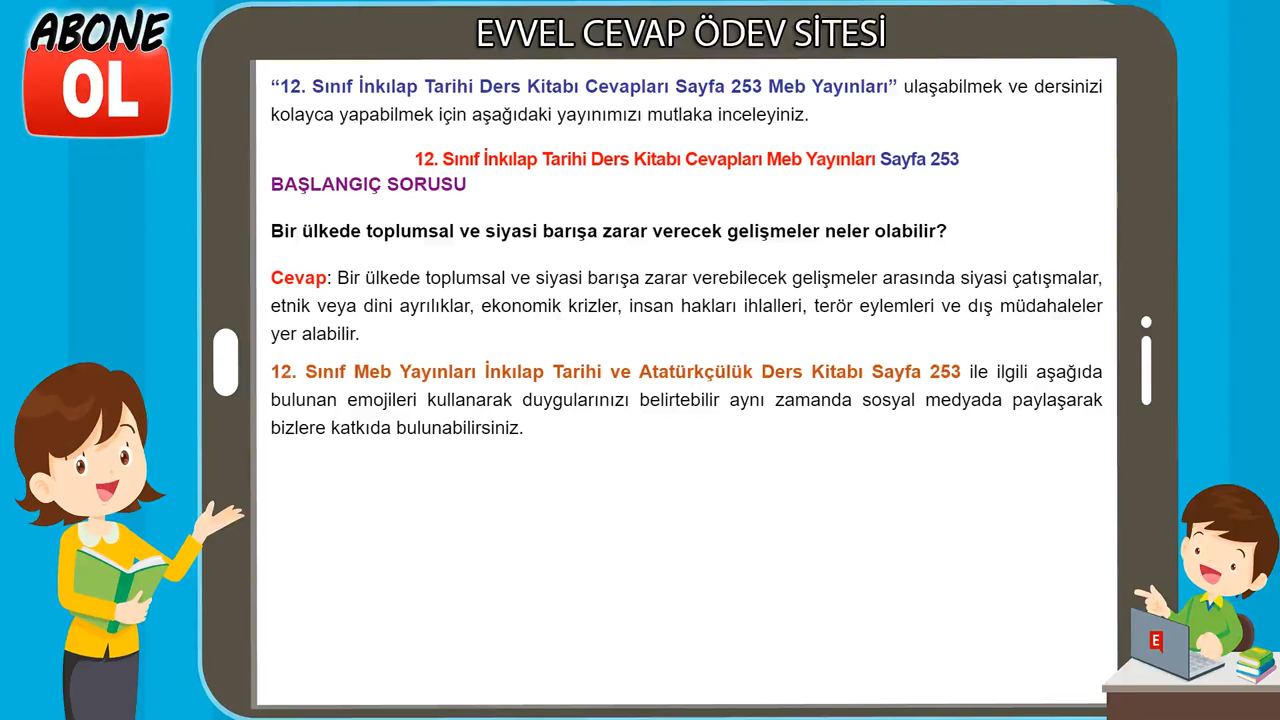 ABONE
OL
EVVEL CEVAP ÖDEV SİTESİ
“12. Sınıf İnkılap Tarihi Ders Kitabı Cevapları Sayfa 253 Meb Yayınları” ulaşabilmek ve dersinizi
kolayca yapabilmek için aşağıdaki yayınımızı mutlaka inceleyiniz.
12. Sınıf İnkılap Tarihi Ders Kitabı Cevapları Meb Yayınları Sayfa 253
BAŞLANGIÇ SORUSU
Bir ülkede toplumsal ve siyasi barışa zarar verecek gelişmeler neler olabilir?
Cevap: Bir ülkede toplumsal ve siyasi barışa zarar verebilecek gelişmeler arasında siyasi çatışmalar,
etnik veya dini ayrılıklar, ekonomik krizler, insan hakları ihlalleri, terör eylemleri ve dış müdahaleler
yer alabilir.
12. Sınıf Meb Yayınları İnkılap Tarihi ve Atatürkçülük Ders Kitabı Sayfa 253 ile ilgili aşağıda
bulunan emojileri kullanarak duygularınızı belirtebilir aynı zamanda sosyal medyada paylaşarak
bizlere katkıda bulunabilirsiniz.
E